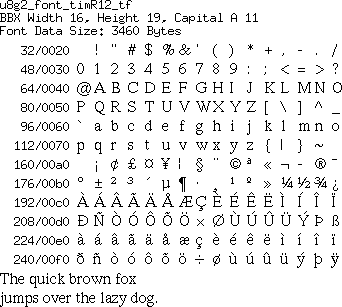 u8g2_font_timR12_tf
BBX Width 16, Height 19, Capital A 11
Font Data Size: 3460 Bytes
32/0020 ! " # $ % & ' ( ) * + , - . /
48/0030 0 1 2 3 4 5 6 7 8 9 : ; < = > ?
64/0040 @ A B C D E F G H I J K L M N O
80/0050 P Q R S T U V W X Y Z [ \ ] ^ _
96/0060 ` a b c d e f g h i j k l m n o
112/0070 p q r s t u v w x y z { | } ~
160/00a0 ¡ ¢ £ ¤ ¥ ¦ § ¨ © ª « ¬ - ® ¯
176/00b0 ° ± ² ³ ´ µ ¶ · ¸ ¹ º » ¼ ½ ¾ ¿
192/00c0 À Á Â Ã Ä Å Æ Ç È É Ê Ë Ì Í Î Ï
208/00d0 Ð Ñ Ò Ó Ô Õ Ö × Ø Ù Ú Û Ü Ý Þ ß
224/00e0 à á â ã ä å æ ç è é ê ë ì í î ï
240/00f0 ð ñ ò ó ô õ ö ÷ ø ù ú û ü ý þ ÿ
The quick brown fox
jumps over the lazy dog.